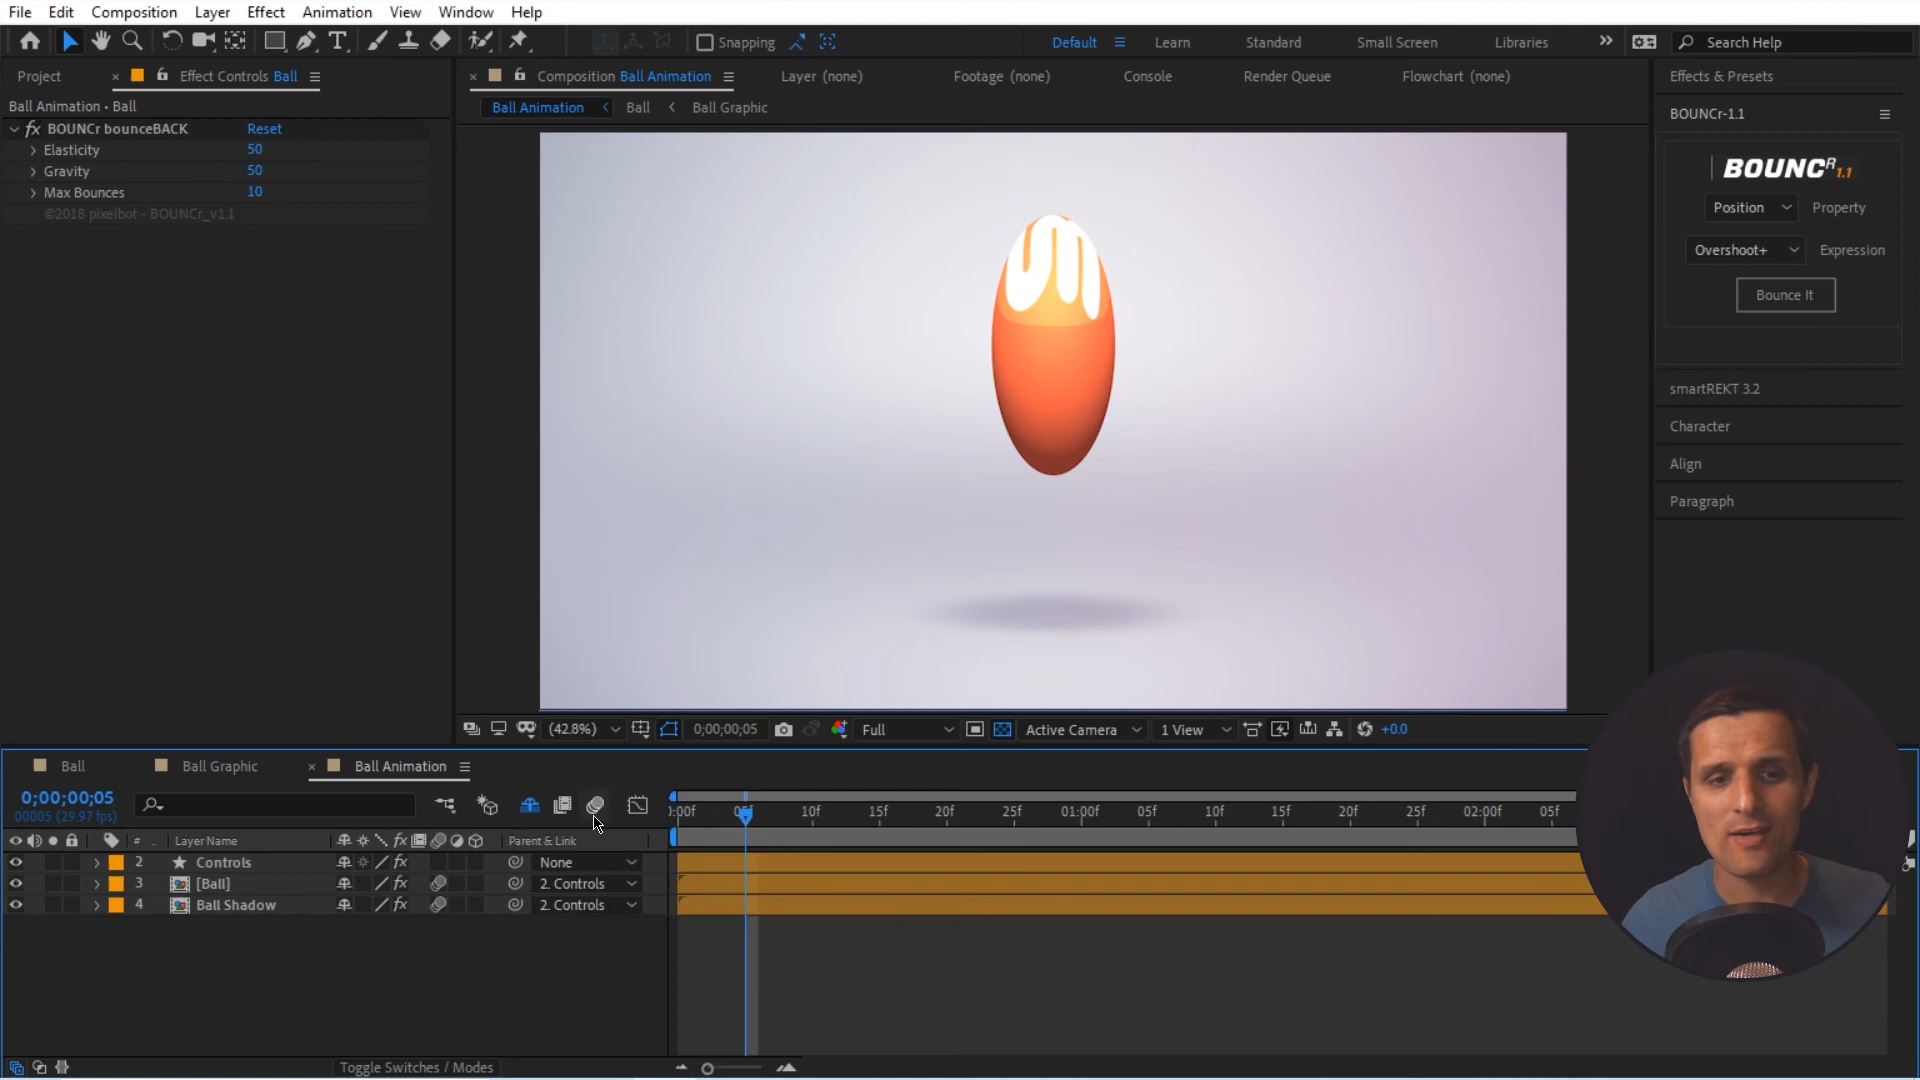 File Edit Composition Layer Effect Animation View Window Help
Snapping Default Learn Standard Small Screen Libraries Search Help
Project Effect Controls Ball Composition Ball Animation Layer (none) Footage (none) Console Render Queue Flowchart (none) Effects & Presets
Ball Animation • Ball Ball Animation Ball Ball Graphic BOUNCr-1.1
fx BOUNCr bounceBACK Reset
Elasticity 50
Gravity 50
Max Bounces 10
©2018 pixelbot - BOUNCr_v1.1
BOUNCR 1.1
Position Property
Overshoot+ Expression
Bounce It
smartREKT 3.2
Character
Align
Paragraph
(42.8%) 0;00;00;05 Full Active Camera 1 View +0.0
Ball Ball Graphic Ball Animation
0;00;00;05
00005 (29.97 fps)
10f 15f 20f 25f 01:00f 05f 10f 15f 20f 25f 02:00f 05f
# Layer Name fx Parent & Link
2 Controls fx None
3 [Ball] fx 2. Controls
4 Ball Shadow fx 2. Controls
Toggle Switches / Modes